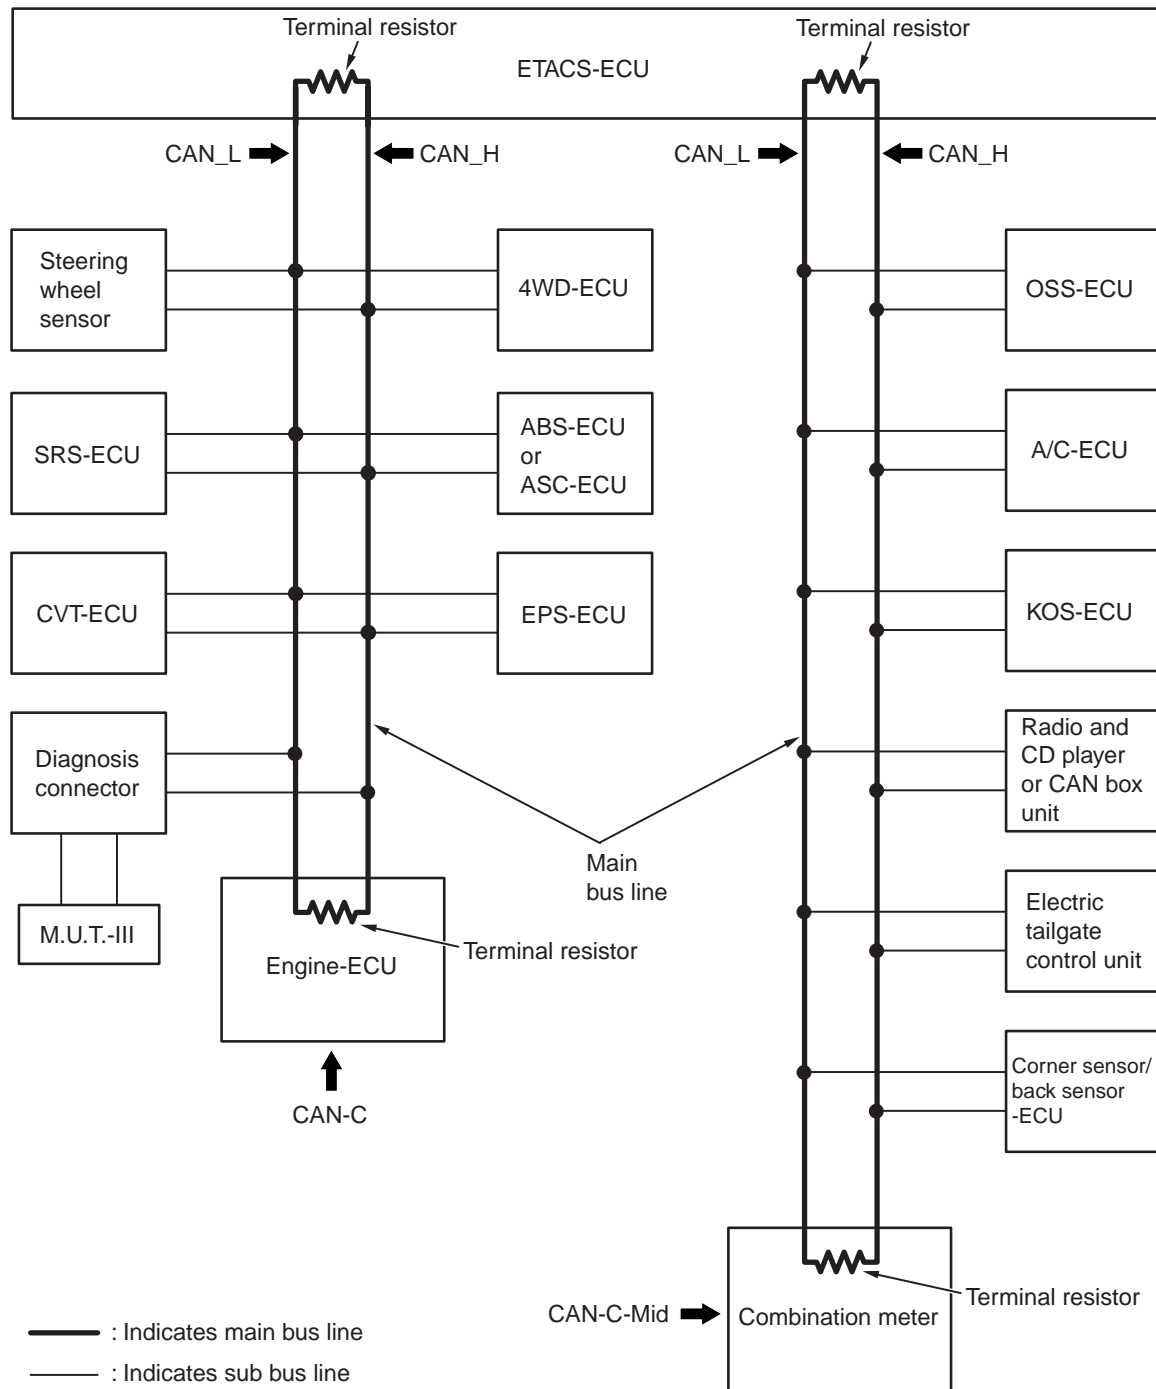 Terminal resistor
Terminal resistor
ETACS-ECU
CAN_L
CAN_H
CAN_L
CAN_H
Steering
wheel
sensor
4WD-ECU
OSS-ECU
SRS-ECU
ABS-ECU
or
ASC-ECU
A/C-ECU
CVT-ECU
EPS-ECU
KOS-ECU
Diagnosis
connector
Radio and
CD player
or CAN box
unit
Main
bus line
M.U.T.-III
Engine-ECU
Terminal resistor
Electric
tailgate
control unit
CAN-C
Corner sensor/
back sensor
-ECU
CAN-C-Mid
Combination meter
Terminal resistor
: Indicates main bus line
: Indicates sub bus line